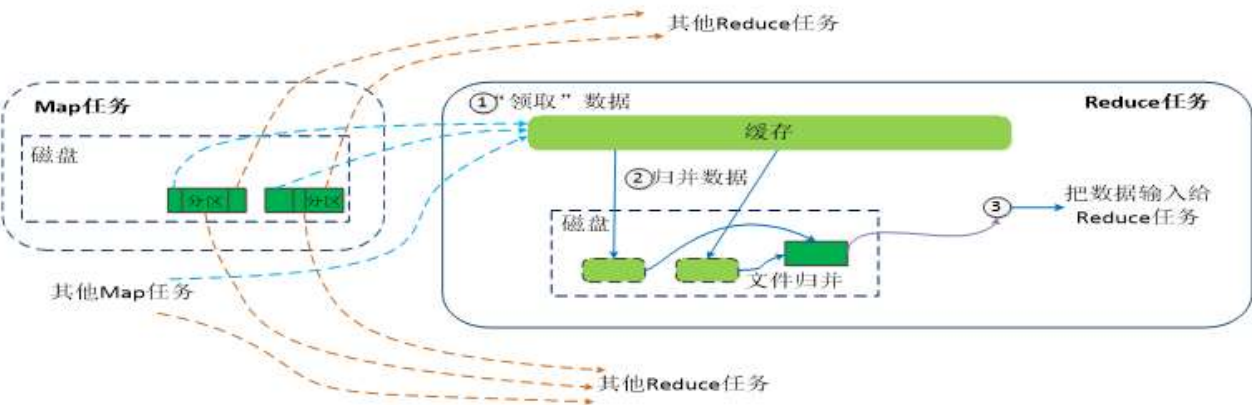 其他Reduce任务
Map任务
磁盘
分区
分区
其他Map任务
①“领取”数据
Reduce任务
缓存
②归并数据
磁盘
文件归并
③
把数据输入给
Reduce任务
其他Reduce任务